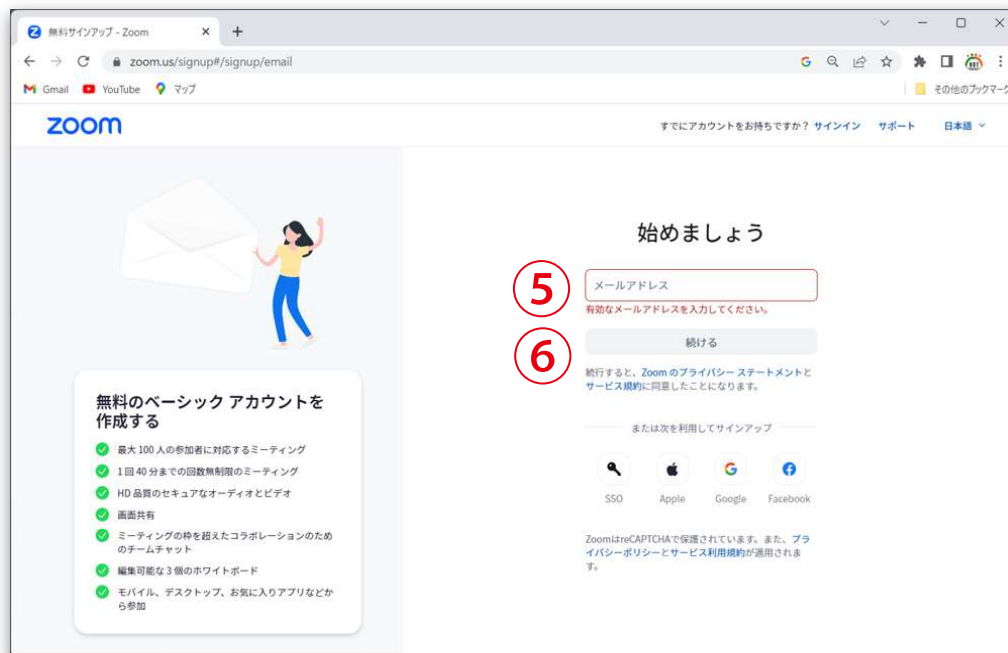 無料サインアップ - Zoom
zoom.us/signup#/signup/email
Gmail YouTube マップ その他のブックマーク
zoom すでにアカウントをお持ちですか？ サインイン サポート 日本語
始めましょう
⑤ メールアドレス
有効なメールアドレスを入力してください。
⑥ 続ける
続行すると、Zoom のプライバシー ステートメントと
サービス規約に同意したことになります。
または次を利用してサインアップ
SSO Apple Google Facebook
ZoomはreCAPTCHAで保護されています。また、プラ
イバシーポリシーとサービス利用規約が適用されま
す。
無料のベーシック アカウントを
作成する
最大 100 人の参加者に対応するミーティング
1 回 40 分までの回数無制限のミーティング
HD 品質のセキュアなオーディオとビデオ
画面共有
ミーティングの枠を超えたコラボレーションのため
のチームチャット
編集可能な 3 個のホワイトボード
モバイル、デスクトップ、お気に入りアプリなどか
ら参加